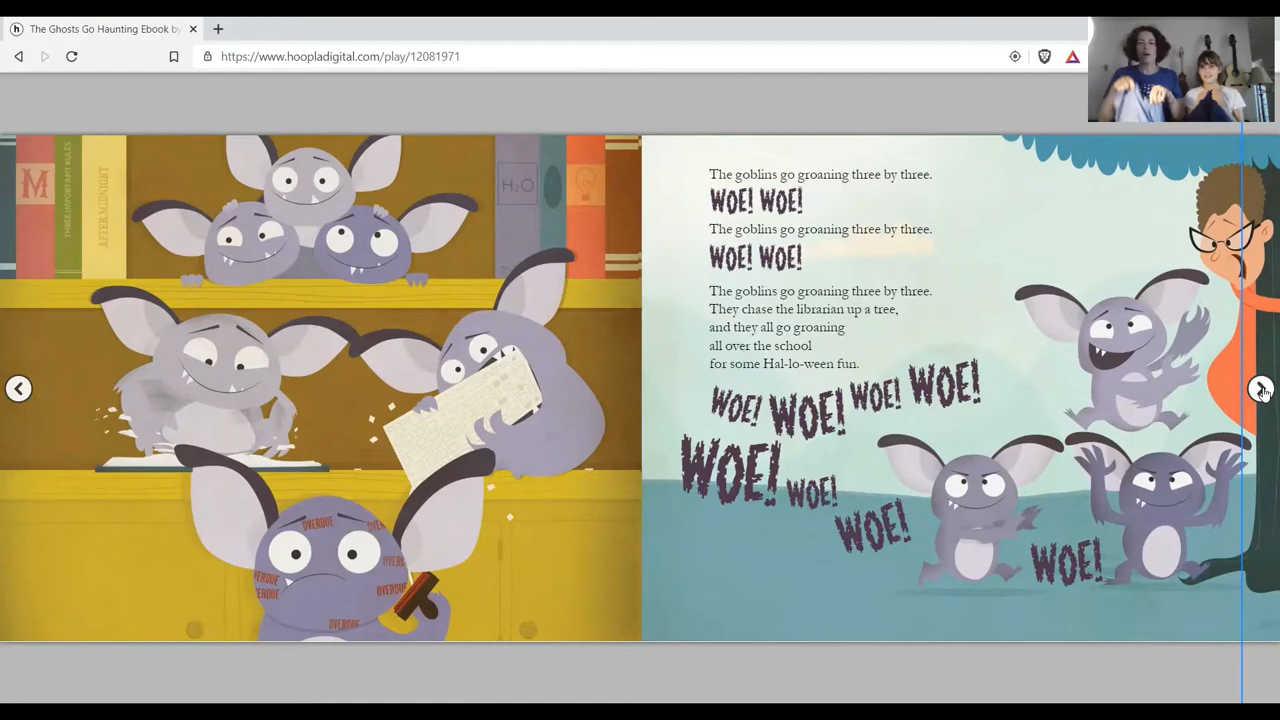 The Ghosts Go Haunting Ebook by
https://www.hoopladigital.com/play/12081971
M
THREE IMPORTANT RULES
AFTER MIDNIGHT
H₂O
OVERDUE
OVERDUE
OVERDUE
OVERDUE
OVERDUE
The goblins go groaning three by three.
WOE! WOE!
The goblins go groaning three by three.
WOE! WOE!
The goblins go groaning three by three.
They chase the librarian up a tree,
and they all go groaning
all over the school
for some Hal-lo-ween fun.
WOE! WOE! WOE! WOE!
WOE! WOE!
WOE!
WOE!